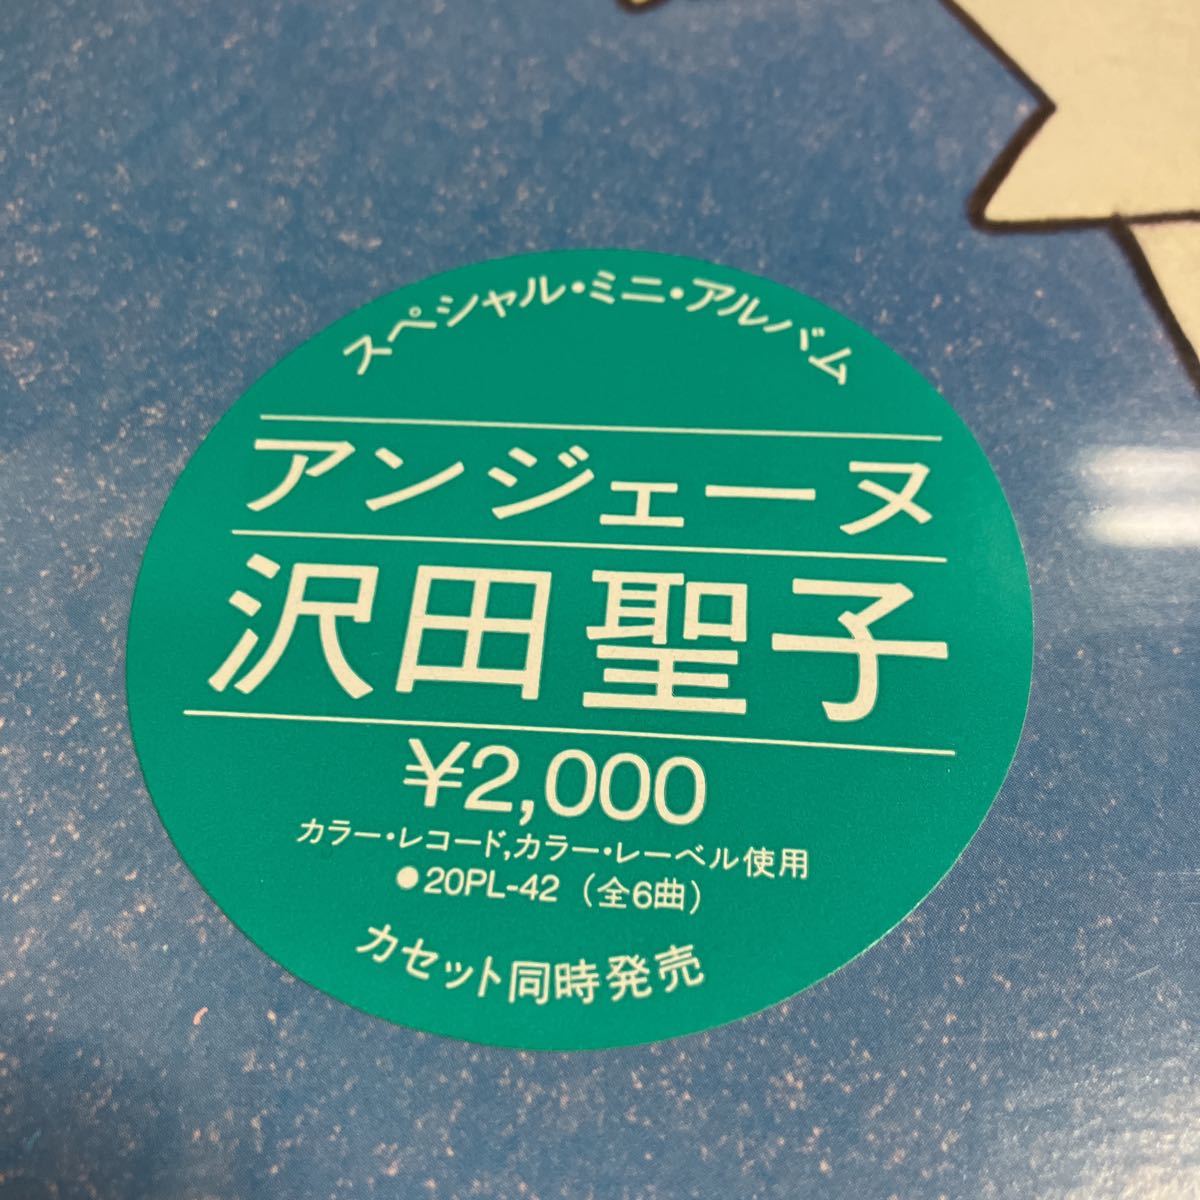 スペシャル・ミニ・アルバム
アンジェーヌ
沢田聖子
¥2,000
カラー・レコード,カラー・レーベル使用
●20PL-42（全6曲）
カセット同時発売